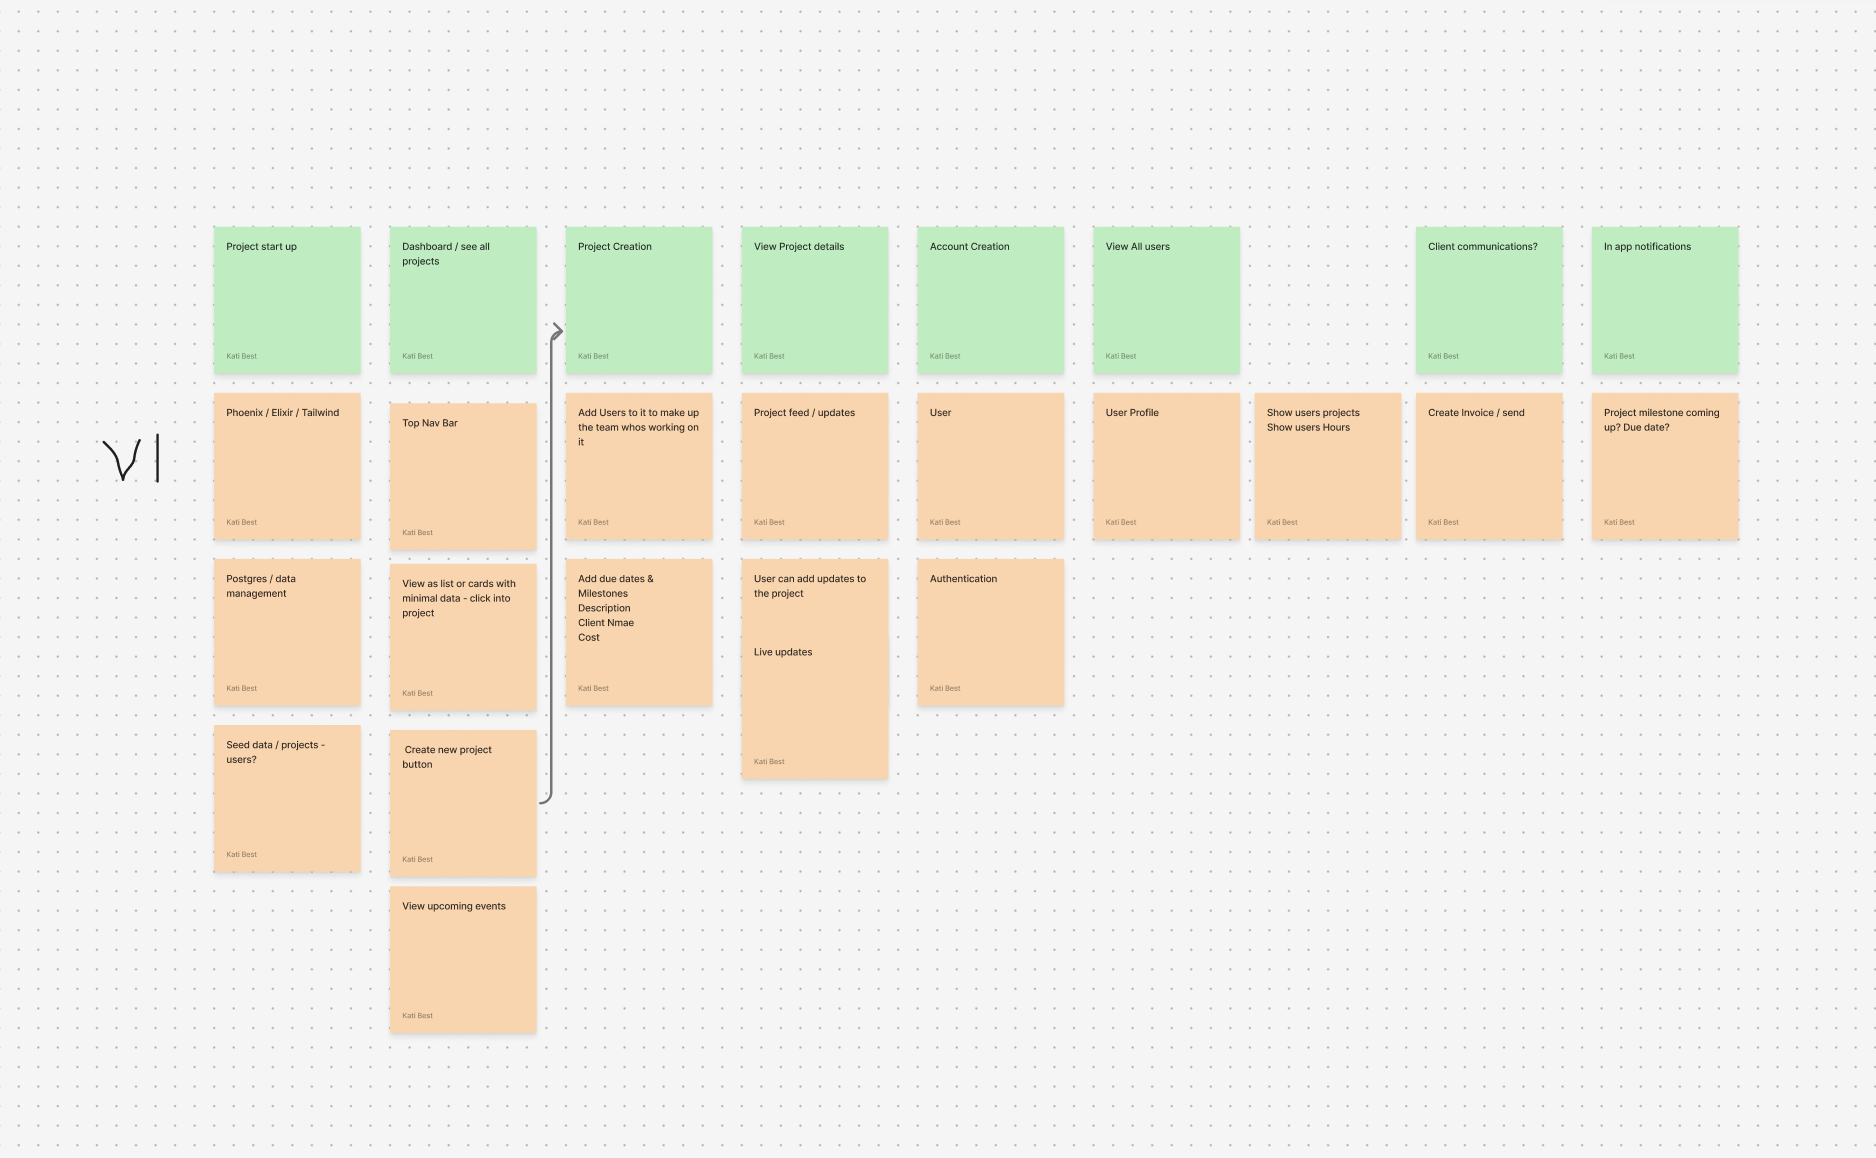 Project start up
Kati Best
Dashboard / see all
projects
Kati Best
Project Creation
Kati Best
View Project details
Kati Best
Account Creation
Kati Best
View All users
Kati Best
Client communications?
Kati Best
In app notifications
Kati Best
V1
Phoenix / Elixir / Tailwind
Kati Best
Top Nav Bar
Kati Best
Add Users to it to make up
the team whos working on
it
Kati Best
Project feed / updates
Kati Best
User
Kati Best
User Profile
Kati Best
Show users projects
Show users Hours
Kati Best
Create Invoice / send
Kati Best
Project milestone coming
up? Due date?
Kati Best
Postgres / data
management
Kati Best
View as list or cards with
minimal data - click into
project
Kati Best
Add due dates &
Milestones
Description
Client Nmae
Cost
Kati Best
User can add updates to
the project
Live updates
Kati Best
Authentication
Kati Best
Seed data / projects -
users?
Kati Best
Create new project
button
Kati Best
View upcoming events
Kati Best